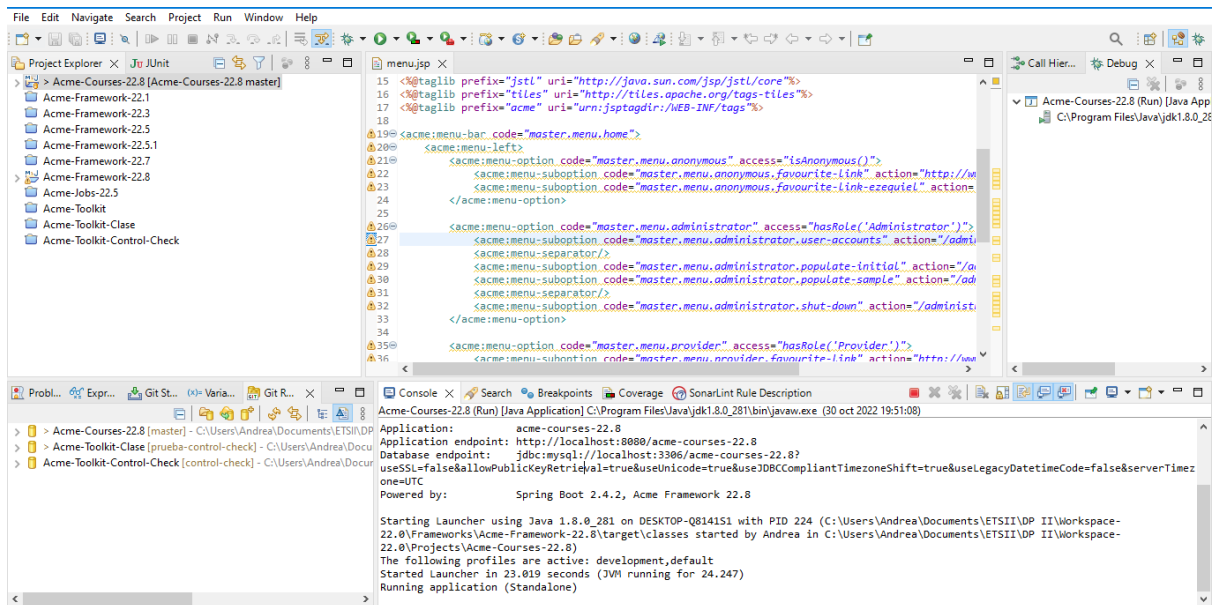 File Edit Navigate Search Project Run Window Help
Project Explorer JUnit
> Acme-Courses-22.8 [Acme-Courses-22.8 master]
Acme-Framework-22.1
Acme-Framework-22.3
Acme-Framework-22.5
Acme-Framework-22.5.1
Acme-Framework-22.7
Acme-Framework-22.8
Acme-Jobs-22.5
Acme-Toolkit
Acme-Toolkit-Clase
Acme-Toolkit-Control-Check
menu.jsp
15 <%@taglib prefix="jstl" uri="http://java.sun.com/jsp/jstl/core"%>
16 <%@taglib prefix="tiles" uri="http://tiles.apache.org/tags-tiles"%>
17 <%@taglib prefix="acme" uri="urn:jsptagdir:/WEB-INF/tags"%>
18
19 <acme:menu-bar code="master.menu.home">
20 <acme:menu-left>
21 <acme:menu-option code="master.menu.anonymous" access="isAnonymous()">
22 <acme:menu-suboption code="master.menu.anonymous.favourite-link" action="http://w
23 <acme:menu-suboption code="master.menu.anonymous.favourite-link-ezequiel" action=
24 </acme:menu-option>
25
26 <acme:menu-option code="master.menu.administrator" access="hasRole('Administrator')">
27 <acme:menu-suboption code="master.menu.administrator.user-accounts" action="/admi
28 <acme:menu-separator/>
29 <acme:menu-suboption code="master.menu.administrator.populate-initial" action="/a
30 <acme:menu-suboption code="master.menu.administrator.populate-sample" action="/ad
31 <acme:menu-separator/>
32 <acme:menu-suboption code="master.menu.administrator.shut-down" action="/administ
33 </acme:menu-option>
34
35 <acme:menu-option code="master.menu.provider" access="hasRole('Provider')">
36 <acme:menu-suboption code="master.menu.provider.favourite-link" action="http://ww
Call Hier... Debug
Acme-Courses-22.8 (Run) [Java App
C:\Program Files\Java\jdk1.8.0_28
Probl... Expr... Git St... (x)= Varia... Git R...
> Acme-Courses-22.8 [master] - C:\Users\Andrea\Documents\ETSII\DP
> Acme-Toolkit-Clase [prueba-control-check] - C:\Users\Andrea\Docu
Acme-Toolkit-Control-Check [control-check] - C:\Users\Andrea\Docur
Console Search Breakpoints Coverage SonarLint Rule Description
Acme-Courses-22.8 (Run) [Java Application] C:\Program Files\Java\jdk1.8.0_281\bin\javaw.exe (30 oct 2022 19:51:08)
Application: acme-courses-22.8
Application endpoint: http://localhost:8080/acme-courses-22.8
Database endpoint: jdbc:mysql://localhost:3306/acme-courses-22.8?
useSSL=false&allowPublicKeyRetrieval=true&useUnicode=true&useJDBCCompliantTimezoneShift=true&useLegacyDatetimeCode=false&serverTimez
one=UTC
Powered by: Spring Boot 2.4.2, Acme Framework 22.8
Starting Launcher using Java 1.8.0_281 on DESKTOP-Q8141S1 with PID 224 (C:\Users\Andrea\Documents\ETSII\DP II\Workspace-
22.0\Frameworks\Acme-Framework-22.8\target\classes started by Andrea in C:\Users\Andrea\Documents\ETSII\DP II\Workspace-
22.0\Projects\Acme-Courses-22.8)
The following profiles are active: development,default
Started Launcher in 23.019 seconds (JVM running for 24.247)
Running application (Standalone)